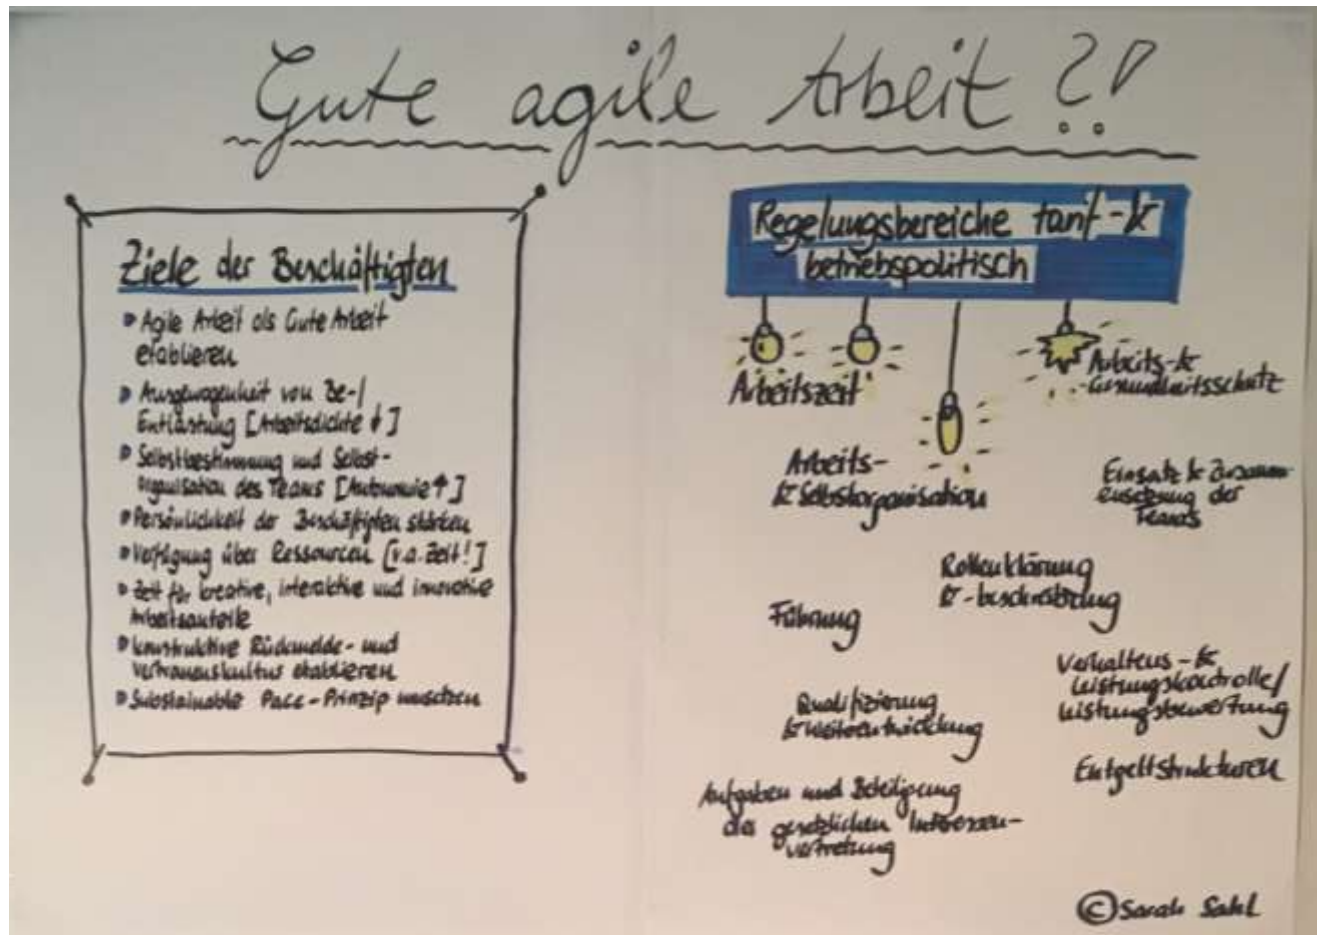 Gute agile Arbeit ?!
Ziele der Beschäftigten
Agile Arbeit als Gute Arbeit
etablieren
Ausgewogenheit von Be-/
Entlastung [Arbeitsdichte ↓]
Selbstbestimmung und Selbst-
organisation des Teams [Autonomie ↑]
Persönlichkeit der Beschäftigten stärken
Verfügung über Ressourcen [v.a. Zeit!]
Zeit für kreative, interaktive und innovative
Arbeitsanteile
konstruktive Rückmelde- und
Vertrauenskultur etablieren
Substainable Pace-Prinzip umsetzen
Regelungsbereiche tarif- &
betriebspolitisch
Arbeitszeit
Arbeits- &
Gesundheitsschutz
Arbeits-
& Selbstorganisation
Einsatz & Zusamm-
ensetzung der
Teams
Rollenklärung
& -beschreibung
Führung
Verhaltens- &
Leistungskontrolle/
Leistungsbewertung
Qualifizierung
& Weiterentwicklung
Entgeltstrukturen
Aufgaben und Beteiligung
der gesetzlichen Interessen-
vertretung
© Sarah Sahl